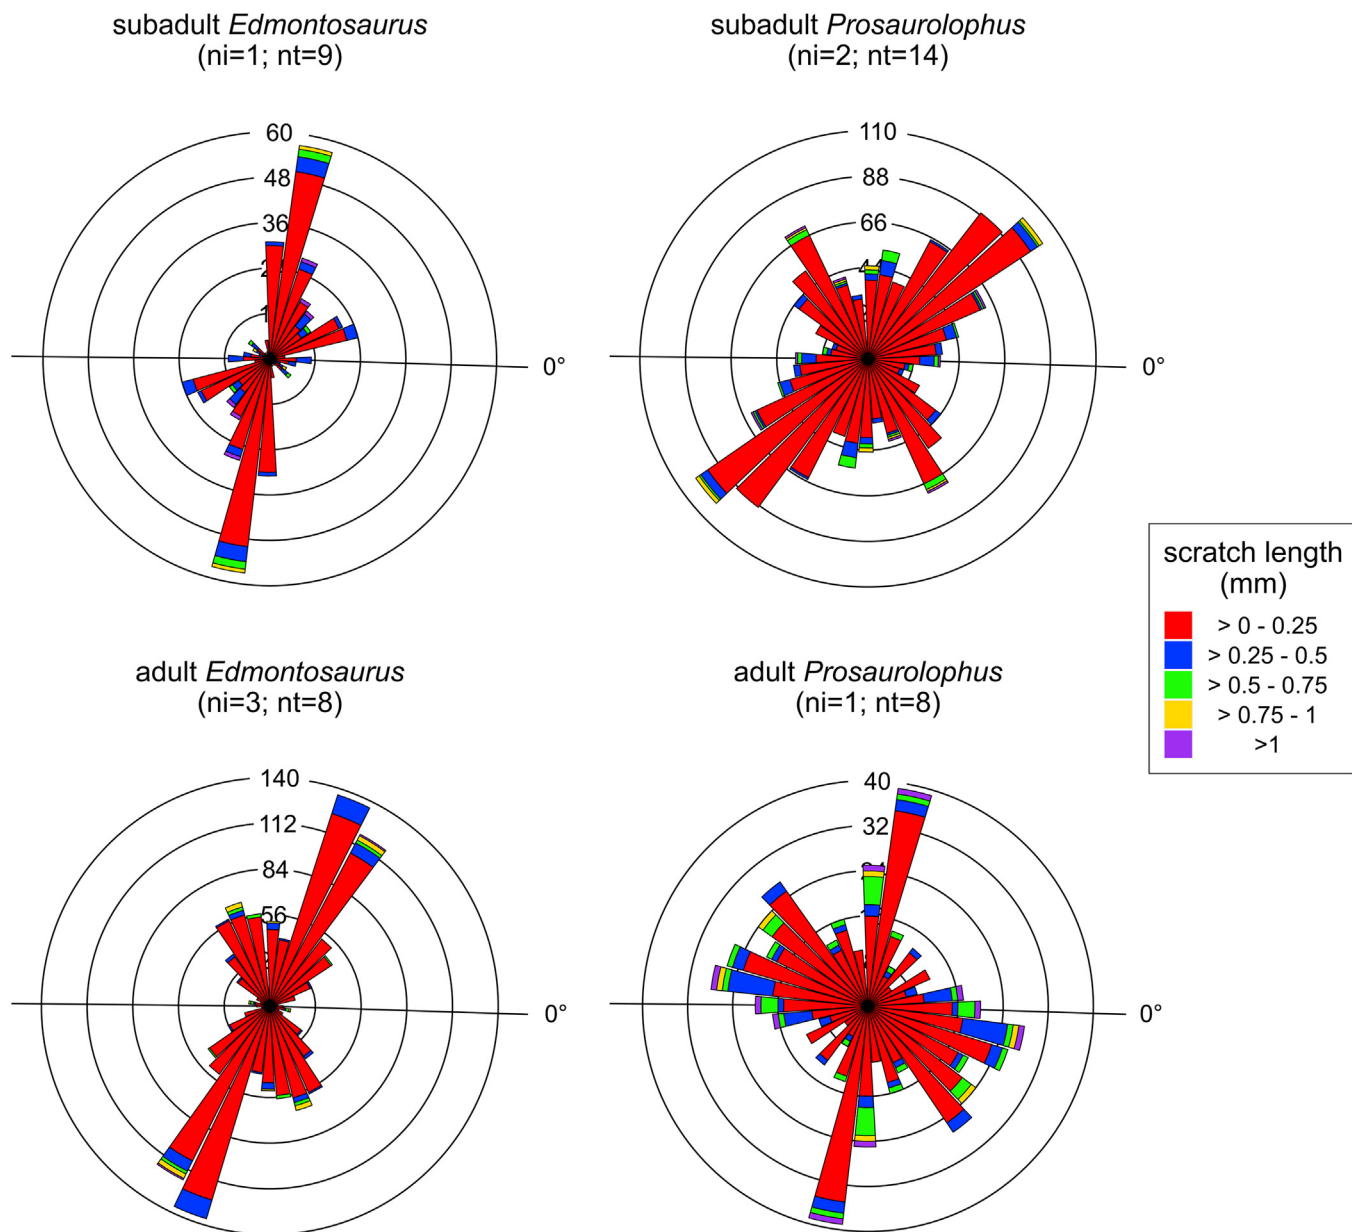 subadult Edmontosaurus
(ni=1; nt=9)
60
48
36
0°
subadult Prosaurolophus
(ni=2; nt=14)
110
88
66
0°
scratch length
(mm)
> 0 - 0.25
> 0.25 - 0.5
> 0.5 - 0.75
> 0.75 - 1
>1
adult Edmontosaurus
(ni=3; nt=8)
140
112
84
56
0°
adult Prosaurolophus
(ni=1; nt=8)
40
32
0°